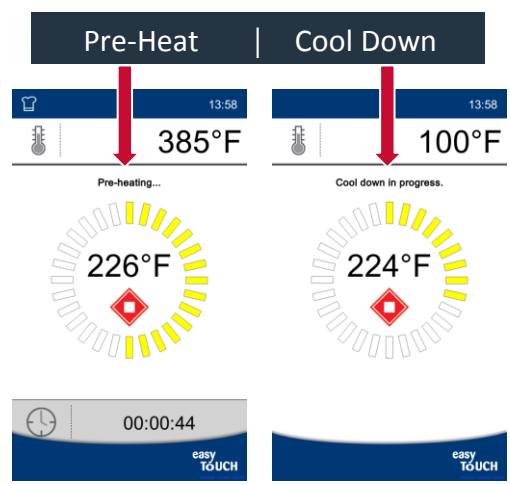 Pre-Heat | Cool Down
13:58
385°F
Pre-heating...
226°F
00:00:44
easy
TOUCH
13:58
100°F
Cool down in progress.
224°F
easy
TOUCH